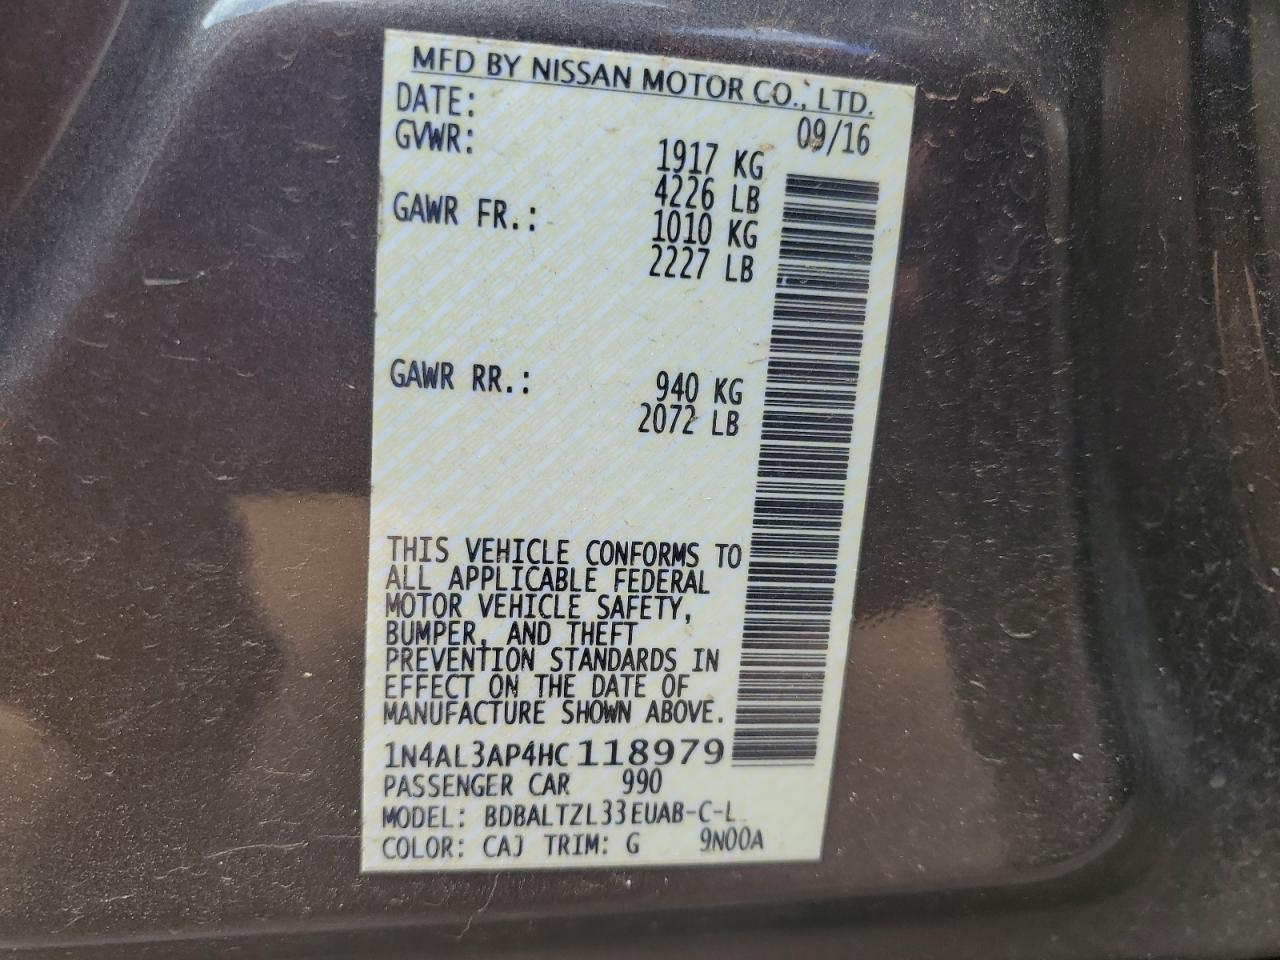 MFD BY NISSAN MOTOR CO., LTD.
DATE: 09/16
GVWR: 1917 KG
4226 LB
GAWR FR.: 1010 KG
2227 LB
GAWR RR.: 940 KG
2072 LB
THIS VEHICLE CONFORMS TO
ALL APPLICABLE FEDERAL
MOTOR VEHICLE SAFETY,
BUMPER, AND THEFT
PREVENTION STANDARDS IN
EFFECT ON THE DATE OF
MANUFACTURE SHOWN ABOVE.
1N4AL3AP4HC118979
PASSENGER CAR 990
MODEL: BDBALTZL33EUAB-C-L
COLOR: CAJ TRIM: G 9N00A